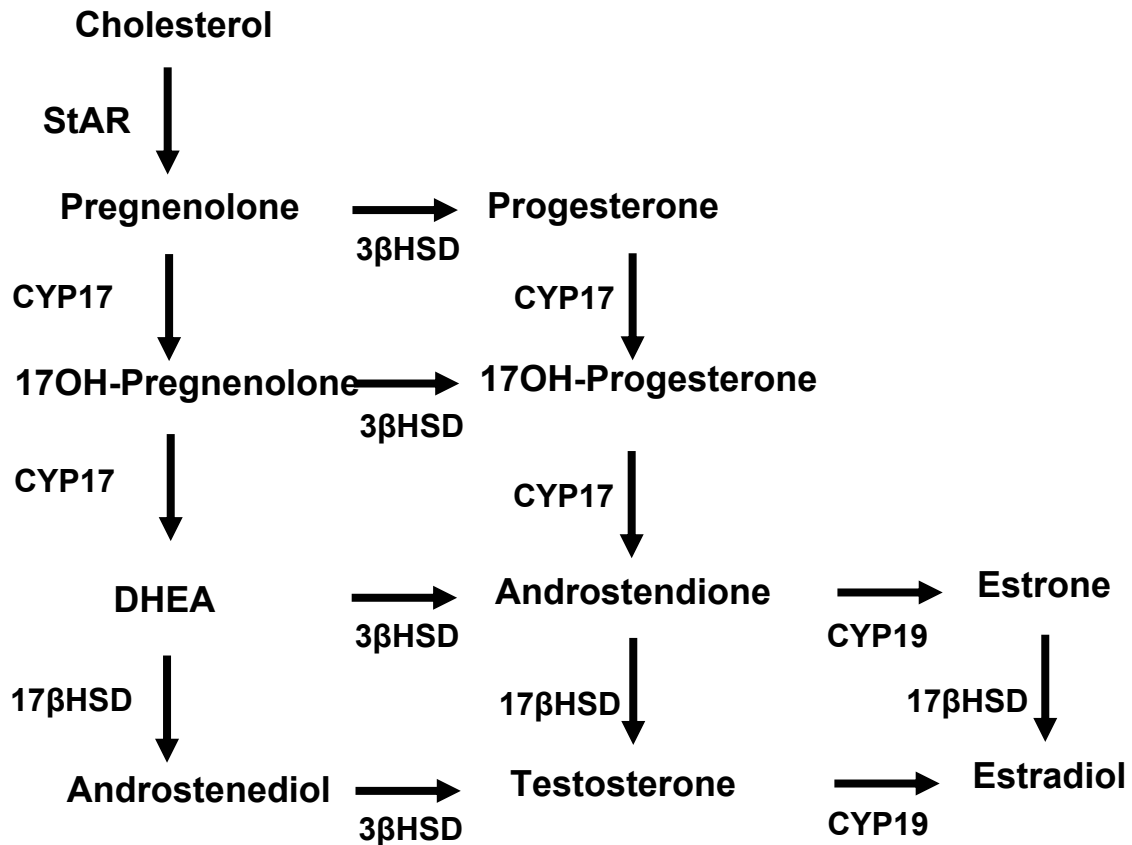 Cholesterol
StAR
Pregnenolone
Progesterone
3βHSD
CYP17
CYP17
17OH-Pregnenolone
17OH-Progesterone
3βHSD
CYP17
CYP17
DHEA
Androstendione
Estrone
3βHSD
CYP19
17βHSD
17βHSD
17βHSD
Androstenediol
Testosterone
Estradiol
3βHSD
CYP19